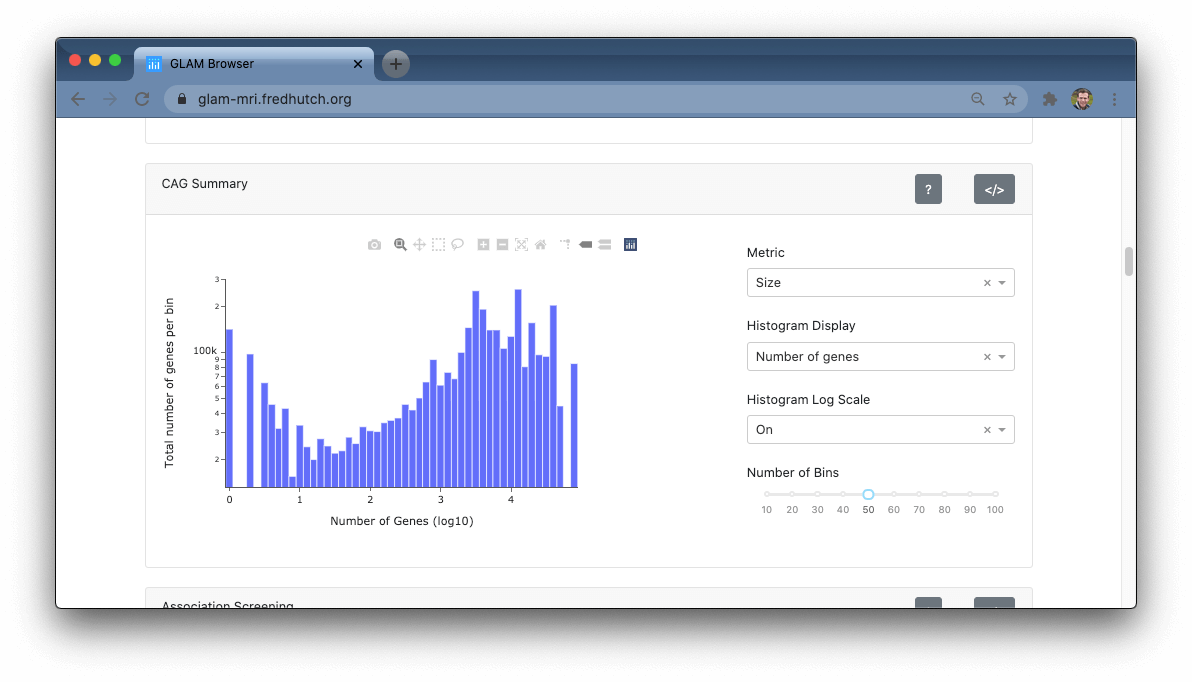 GLAM Browser
glam-mri.fredhutch.org
CAG Summary
?
</>
Metric
Size
Histogram Display
Number of genes
Histogram Log Scale
On
Number of Bins
10 20 30 40 50 60 70 80 90 100
Total number of genes per bin
3
2
100k
9
8
7
6
5
4
3
2
0 1 2 3 4
Number of Genes (log10)
Association Screening